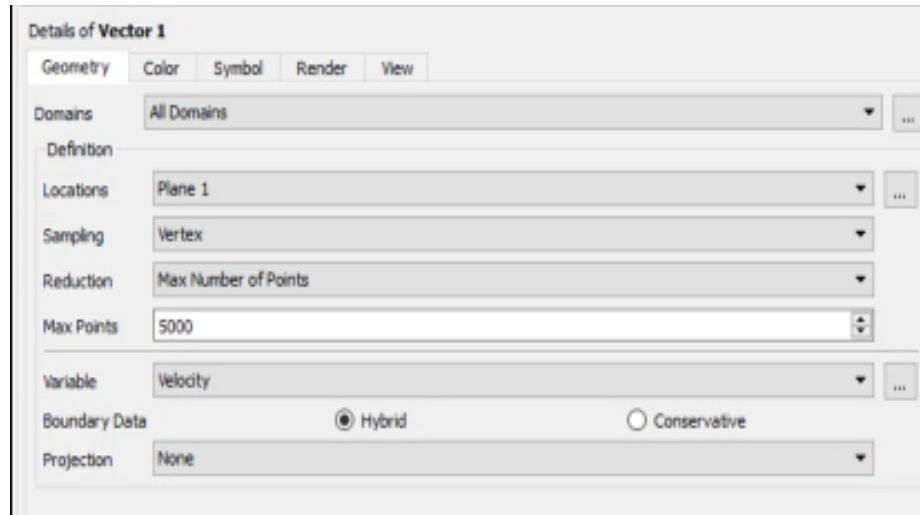 Details of Vector 1
Geometry Color Symbol Render View
Domains All Domains ...
Definition
Locations Plane 1 ...
Sampling Vertex
Reduction Max Number of Points
Max Points 5000
Variable Velocity ...
Boundary Data Hybrid Conservative
Projection None